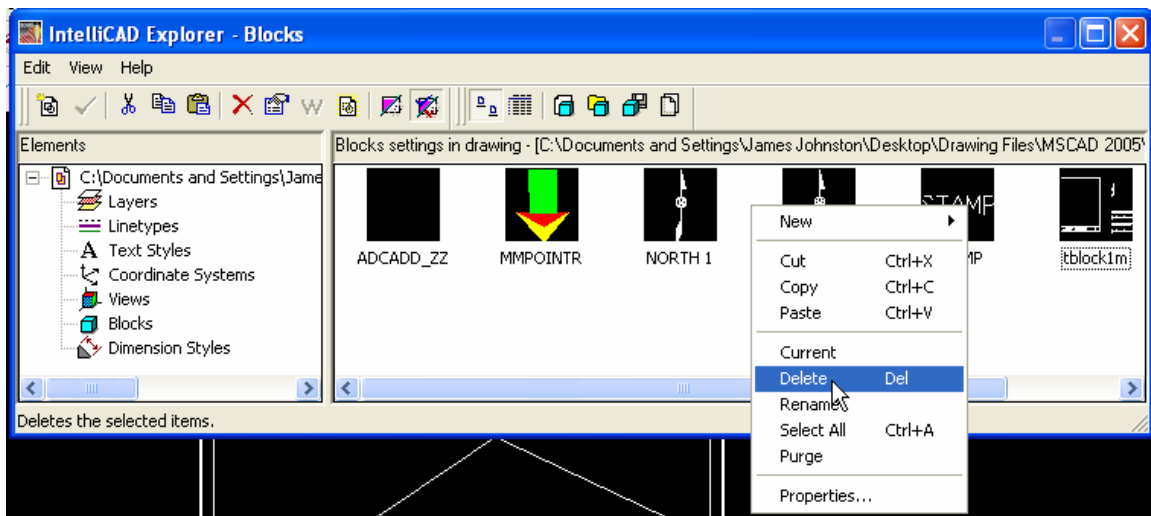 IntelliCAD Explorer - Blocks
Edit View Help
Elements
Blocks settings in drawing - [C:\Documents and Settings\James Johnston\Desktop\Drawing Files\MSCAD 2005\
C:\Documents and Settings\Jame
Layers
Linetypes
A Text Styles
Coordinate Systems
Views
Blocks
Dimension Styles
STAMP
ADCADD_ZZ MMPOINTR NORTH 1 MP tblock1m
New
Cut Ctrl+X
Copy Ctrl+C
Paste Ctrl+V
Current
Delete Del
Rename
Select All Ctrl+A
Purge
Properties...
Deletes the selected items.